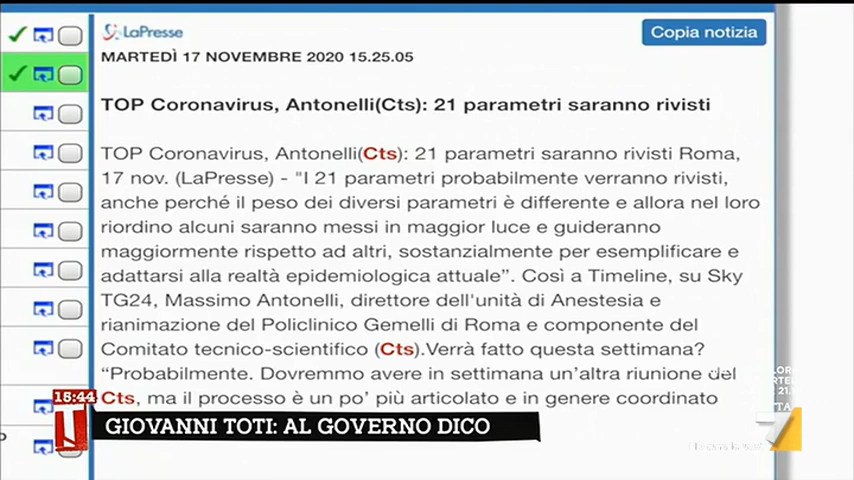 LaPresse
Copia notizia
MARTEDÌ 17 NOVEMBRE 2020 15.25.05
TOP Coronavirus, Antonelli(Cts): 21 parametri saranno rivisti
TOP Coronavirus, Antonelli(Cts): 21 parametri saranno rivisti Roma,
17 nov. (LaPresse) - "I 21 parametri probabilmente verranno rivisti,
anche perché il peso dei diversi parametri è differente e allora nel loro
riordino alcuni saranno messi in maggior luce e guideranno
maggiormente rispetto ad altri, sostanzialmente per esemplificare e
adattarsi alla realtà epidemiologica attuale”. Così a Timeline, su Sky
TG24, Massimo Antonelli, direttore dell'unità di Anestesia e
rianimazione del Policlinico Gemelli di Roma e componente del
Comitato tecnico-scientifico (Cts).Verrà fatto questa settimana?
“Probabilmente. Dovremmo avere in settimana un’altra riunione del
Cts, ma il processo è un po’ più articolato e in genere coordinato
15:44
GIOVANNI TOTI: AL GOVERNO DICO
7